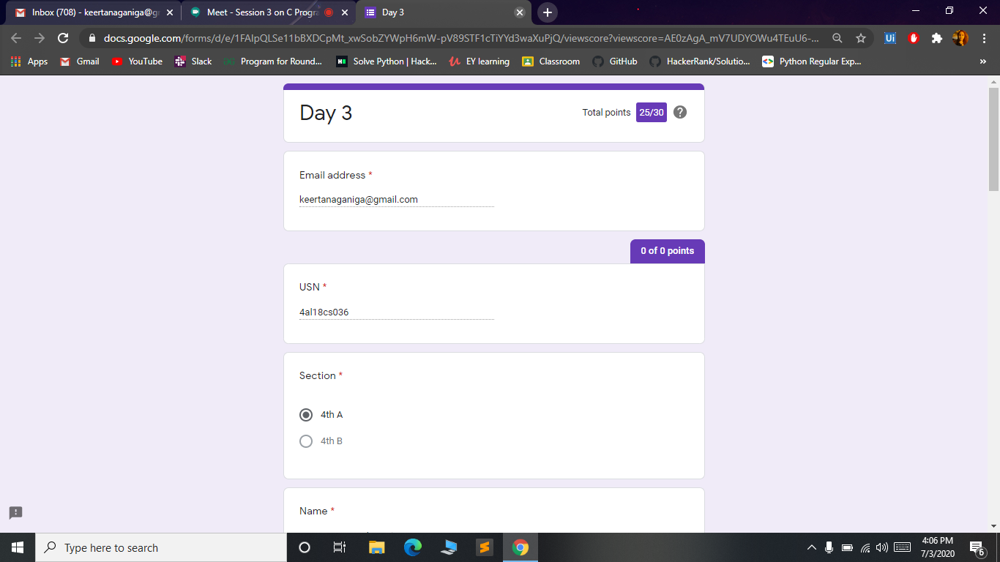 Inbox (708) - keertanaganiga@gr
Meet - Session 3 on C Progra
Day 3
docs.google.com/forms/d/e/1FAIpQLSe11bBXDCpMt_xwSobZYWpH6mW-pV89STF1cTiYYd3waXuPjQ/viewscore?viewscore=AE0zAgA_mV7UDYOWu4TEuU6-...
Ui
Apps
Gmail
YouTube
Slack
Program for Round...
Solve Python | Hack...
EY learning
Classroom
GitHub
HackerRank/Solutio...
Python Regular Exp...
»
Day 3
Total points 25/30
Email address *
keertanaganiga@gmail.com
0 of 0 points
USN *
4al18cs036
Section *
4th A
4th B
Name *
Type here to search
4:06 PM
7/3/2020
6